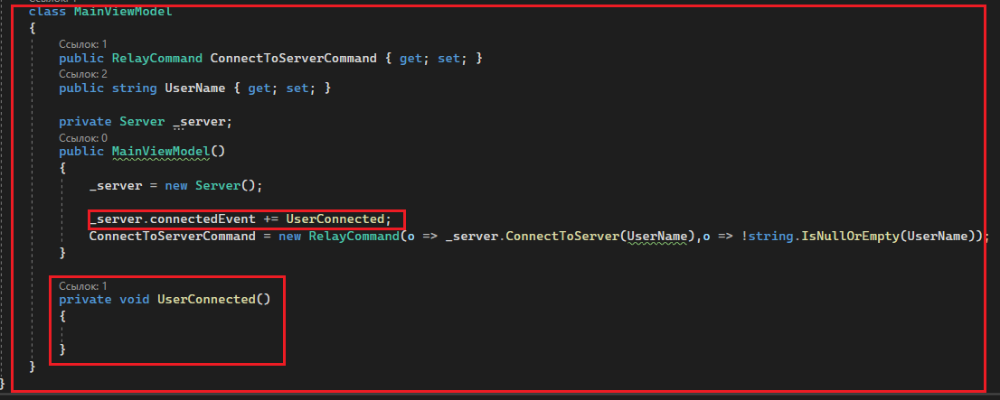 class MainViewModel
{
Ссылок: 1
public RelayCommand ConnectToServerCommand { get; set; }
Ссылок: 2
public string UserName { get; set; }
private Server _server;
Ссылок: 0
public MainViewModel()
{
_server = new Server();
_server.connectedEvent += UserConnected;
ConnectToServerCommand = new RelayCommand(o => _server.ConnectToServer(UserName),o => !string.IsNullOrEmpty(UserName));
}
Ссылок: 1
private void UserConnected()
{
}
}
}